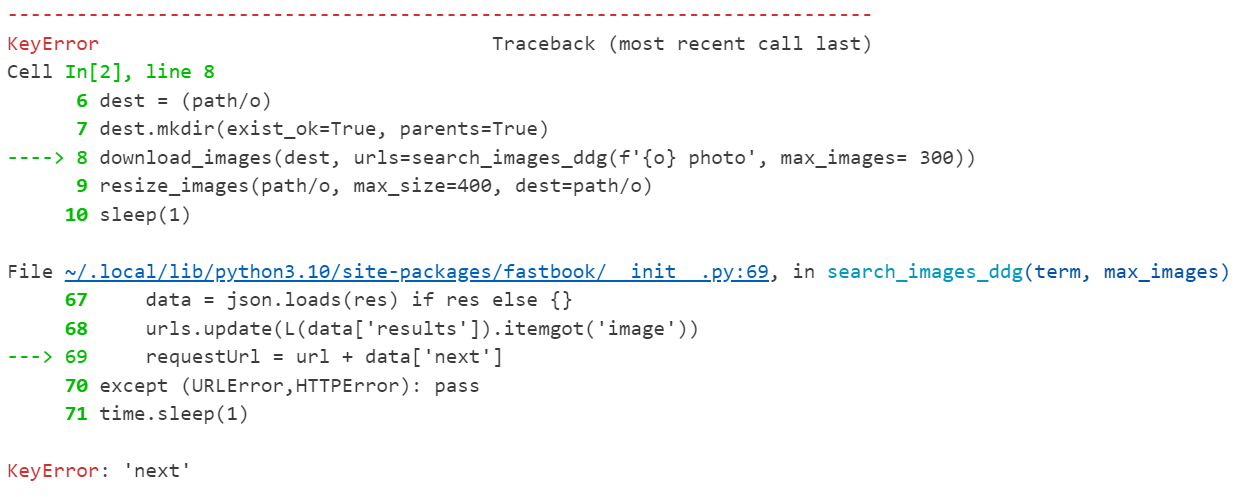 ---------------------------------------------------------------------------
KeyError                                Traceback (most recent call last)
Cell In[2], line 8
      6 dest = (path/o)
      7 dest.mkdir(exist_ok=True, parents=True)
----> 8 download_images(dest, urls=search_images_ddg(f'{o} photo', max_images= 300))
      9 resize_images(path/o, max_size=400, dest=path/o)
     10 sleep(1)

File ~/.local/lib/python3.10/site-packages/fastbook/__init__.py:69, in search_images_ddg(term, max_images)
     67     data = json.loads(res) if res else {}
     68     urls.update(L(data['results']).itemgot('image'))
---> 69     requestUrl = url + data['next']
     70 except (URLError,HTTPError): pass
     71 time.sleep(1)

KeyError: 'next'